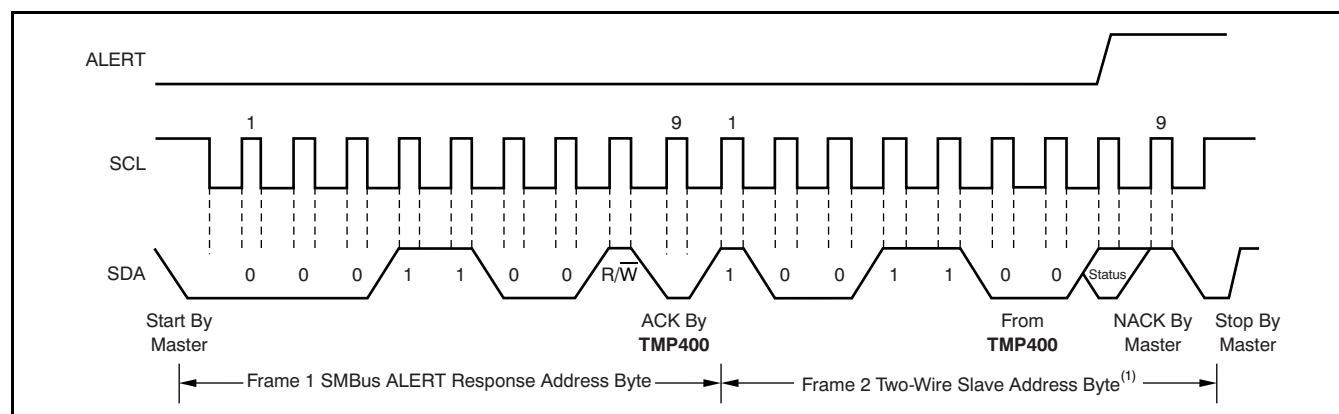 ALERT
1 9 1 9
SCL
SDA 0 0 0 1 1 0 0 R/W̅ 1 0 0 1 1 0 0 Status
Start By Master
ACK By TMP400
From TMP400
NACK By Master
Stop By Master
Frame 1 SMBus ALERT Response Address Byte
Frame 2 Two-Wire Slave Address Byte(1)